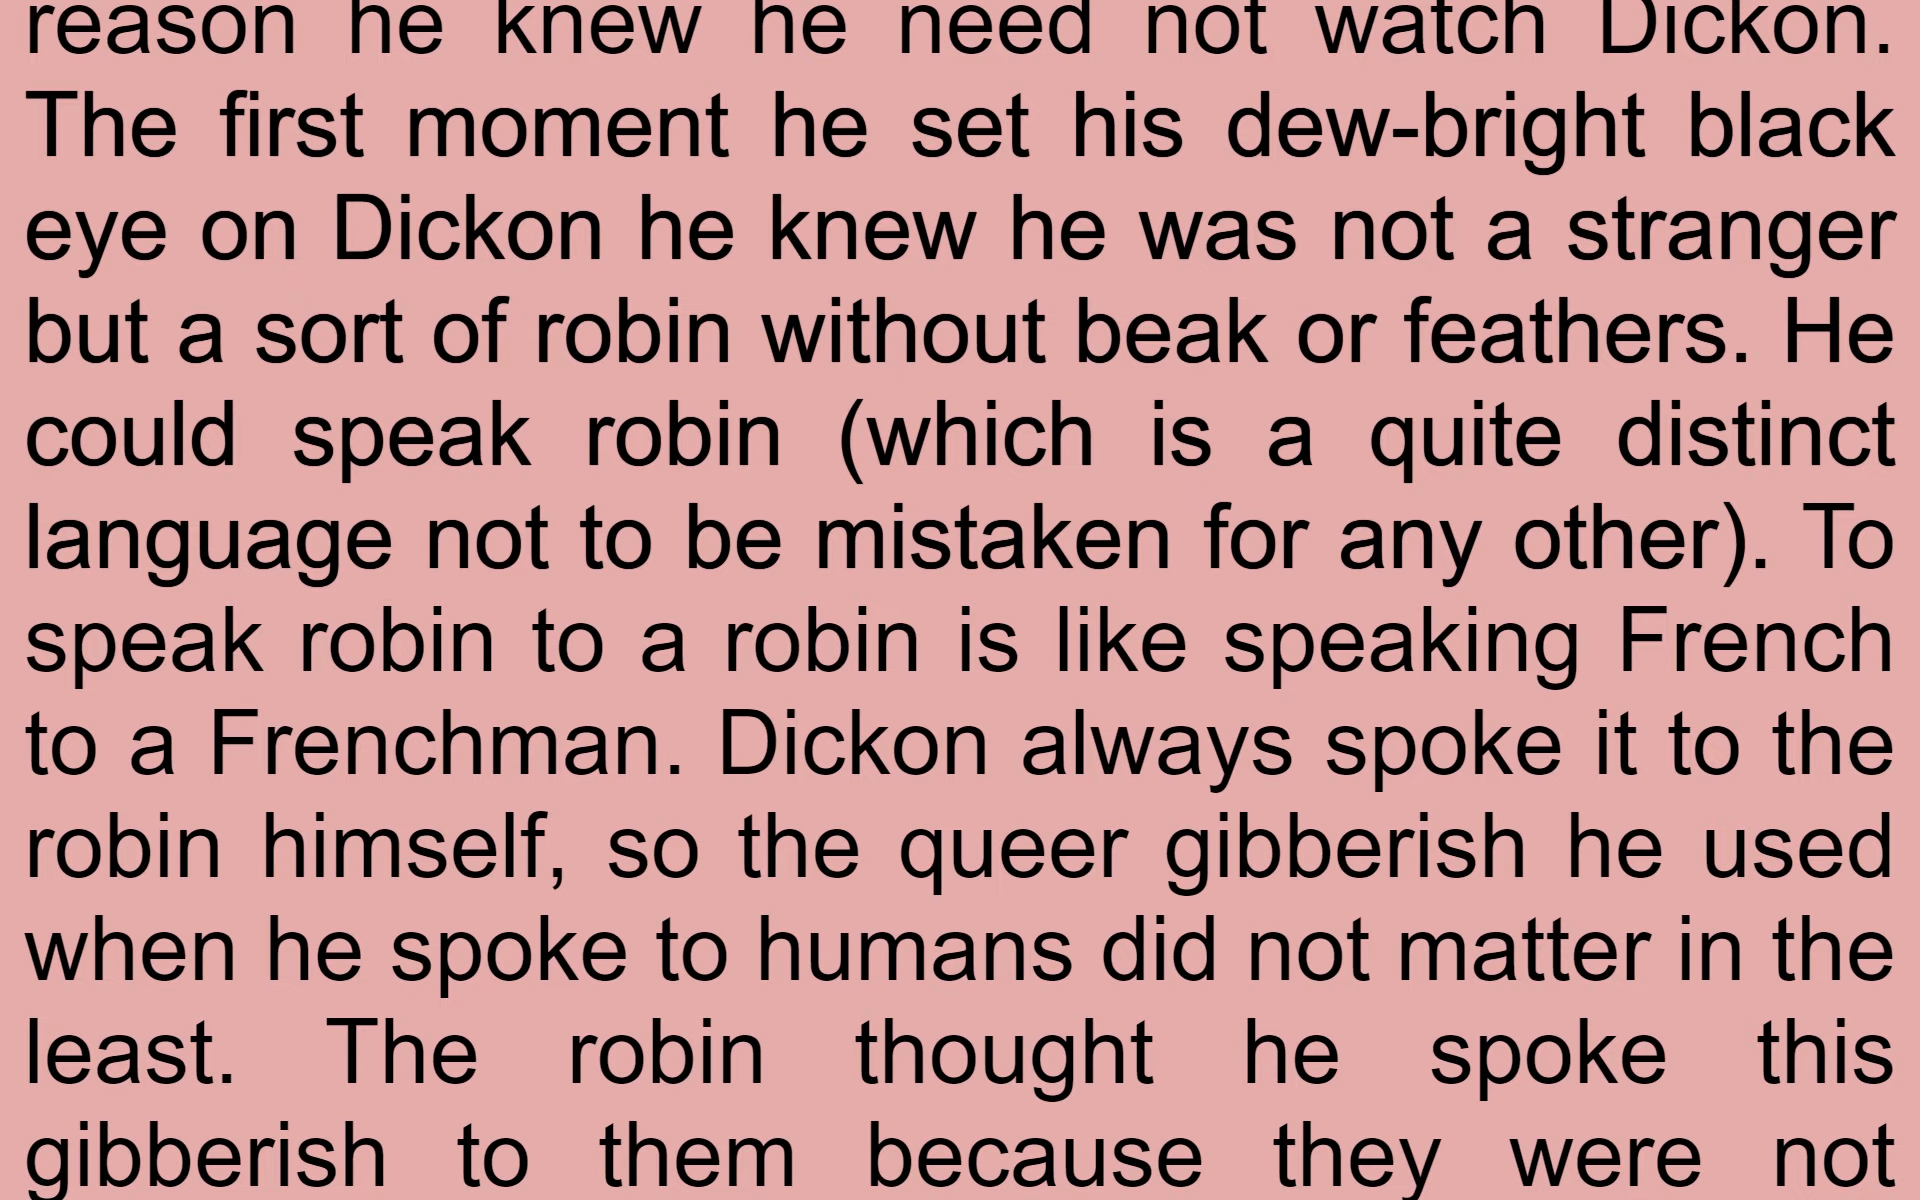 reason he knew he need not watch Dickon.
The first moment he set his dew-bright black
eye on Dickon he knew he was not a stranger
but a sort of robin without beak or feathers. He
could speak robin (which is a quite distinct
language not to be mistaken for any other). To
speak robin to a robin is like speaking French
to a Frenchman. Dickon always spoke it to the
robin himself, so the queer gibberish he used
when he spoke to humans did not matter in the
least. The robin thought he spoke this
gibberish to them because they were not